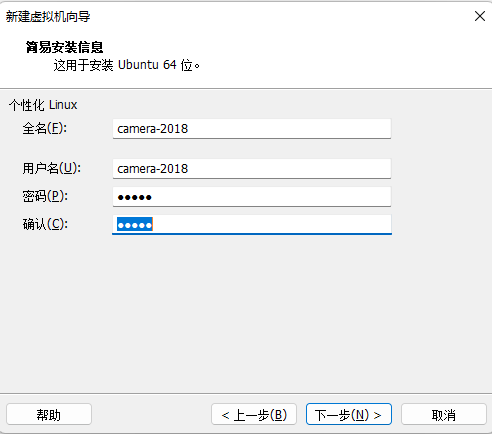 新建虚拟机向导
简易安装信息
这用于安装 Ubuntu 64 位。
个性化 Linux
全名(F): camera-2018
用户名(U): camera-2018
密码(P): ●●●●●
确认(C): ●●●●●
帮助 < 上一步(B) 下一步(N) > 取消